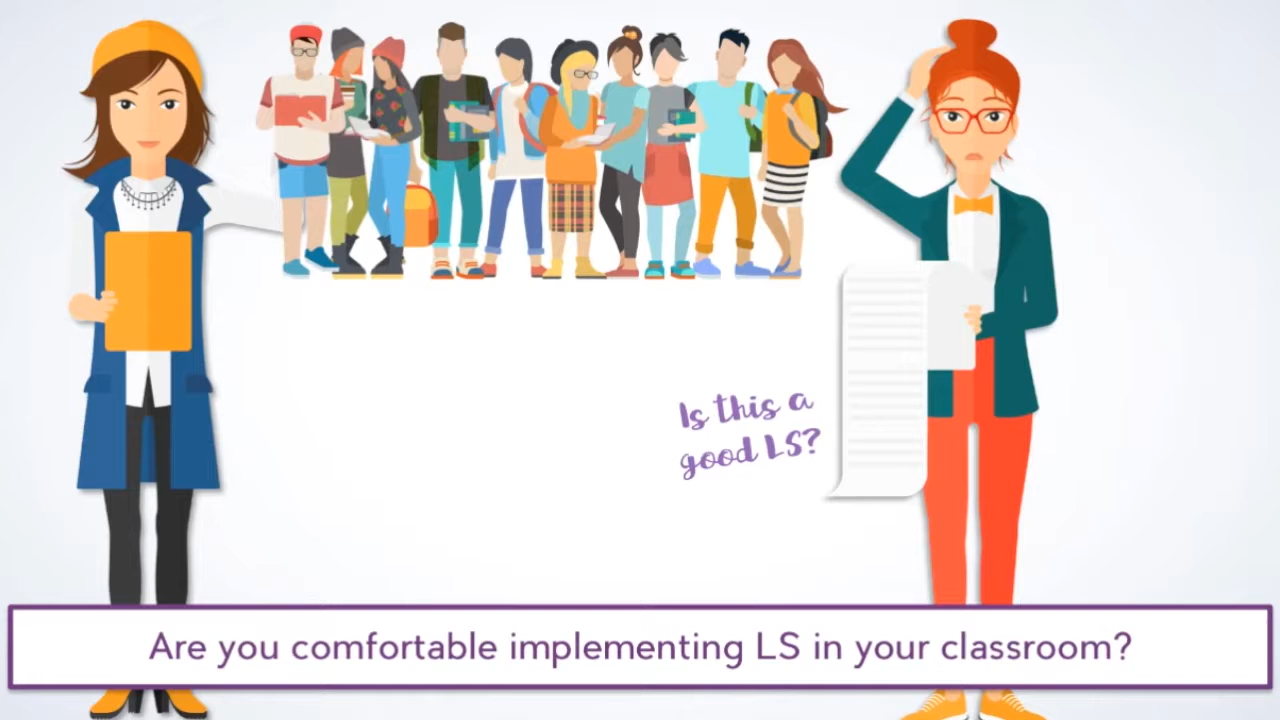 Is this a
good LS?
Are you comfortable implementing LS in your classroom?